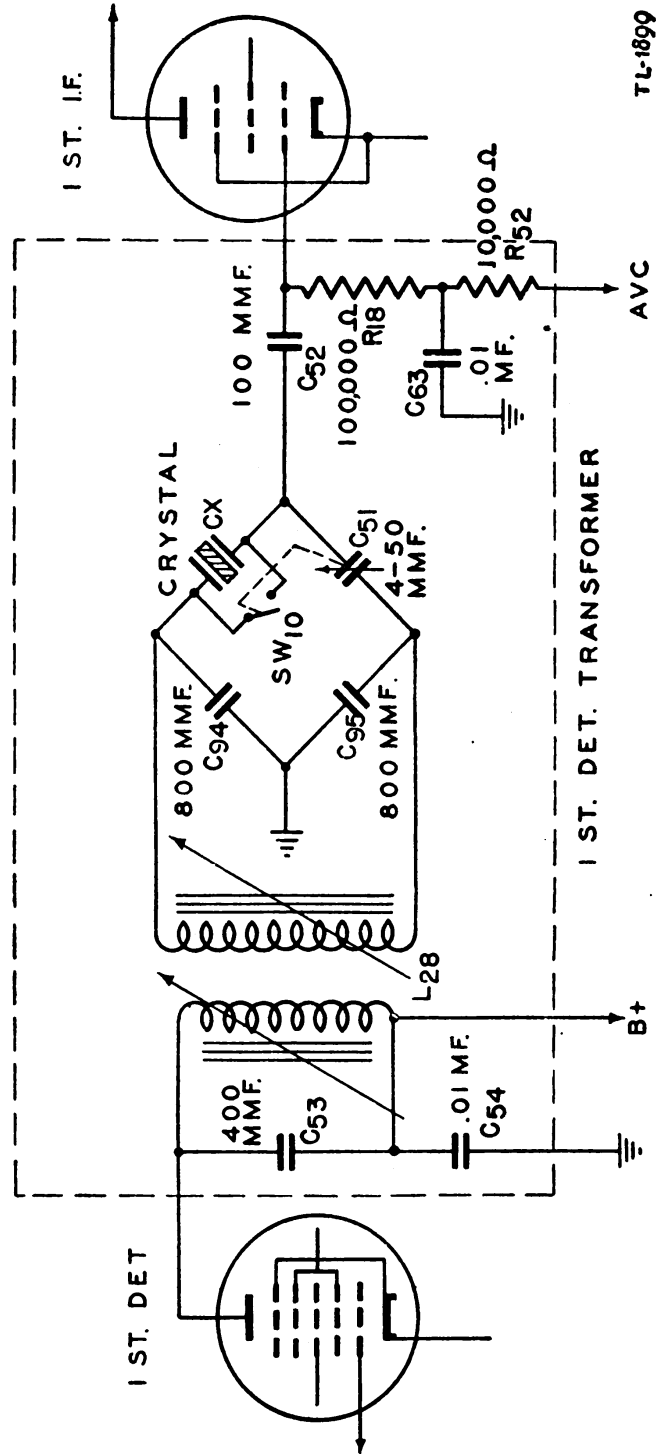 1 ST. DET
400
MMF.
C53
.01 MF.
C54
B+
L28
800 MMF.
C94
C95
800 MMF.
CRYSTAL
CX
SW10
C51
4-50
MMF.
100 MMF.
C52
100,000 Ω
R18
C63
.01
MF.
10,000 Ω
R52
AVC
1 ST. I.F.
1 ST. DET. TRANSFORMER
TL-1899